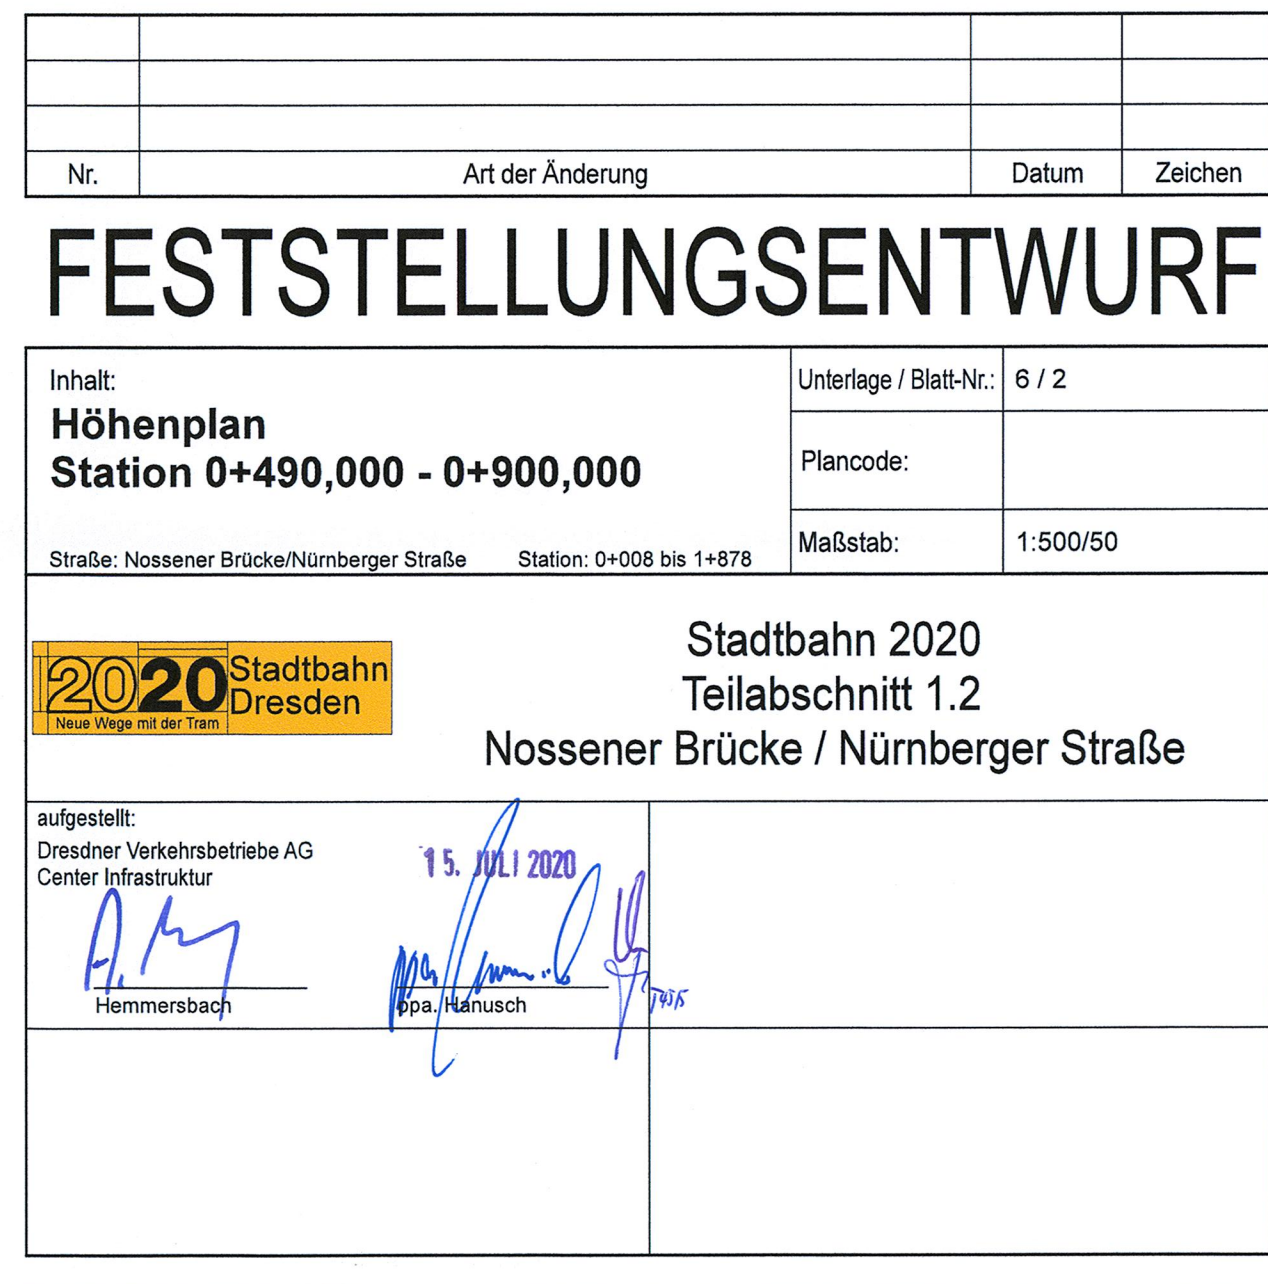 Nr. Art der Änderung Datum Zeichen
FESTSTELLUNGSENTWURF
Inhalt:
Höhenplan
Station 0+490,000 - 0+900,000
Straße: Nossener Brücke/Nürnberger Straße Station: 0+008 bis 1+878
Unterlage / Blatt-Nr.: 6 / 2
Plancode:
Maßstab: 1:500/50
2020 Stadtbahn
Dresden
Neue Wege mit der Tram
Stadtbahn 2020
Teilabschnitt 1.2
Nossener Brücke / Nürnberger Straße
aufgestellt:
Dresdner Verkehrsbetriebe AG
Center Infrastruktur
15. JULI 2020
ppa.
Hemmersbach
ppa. Hanusch